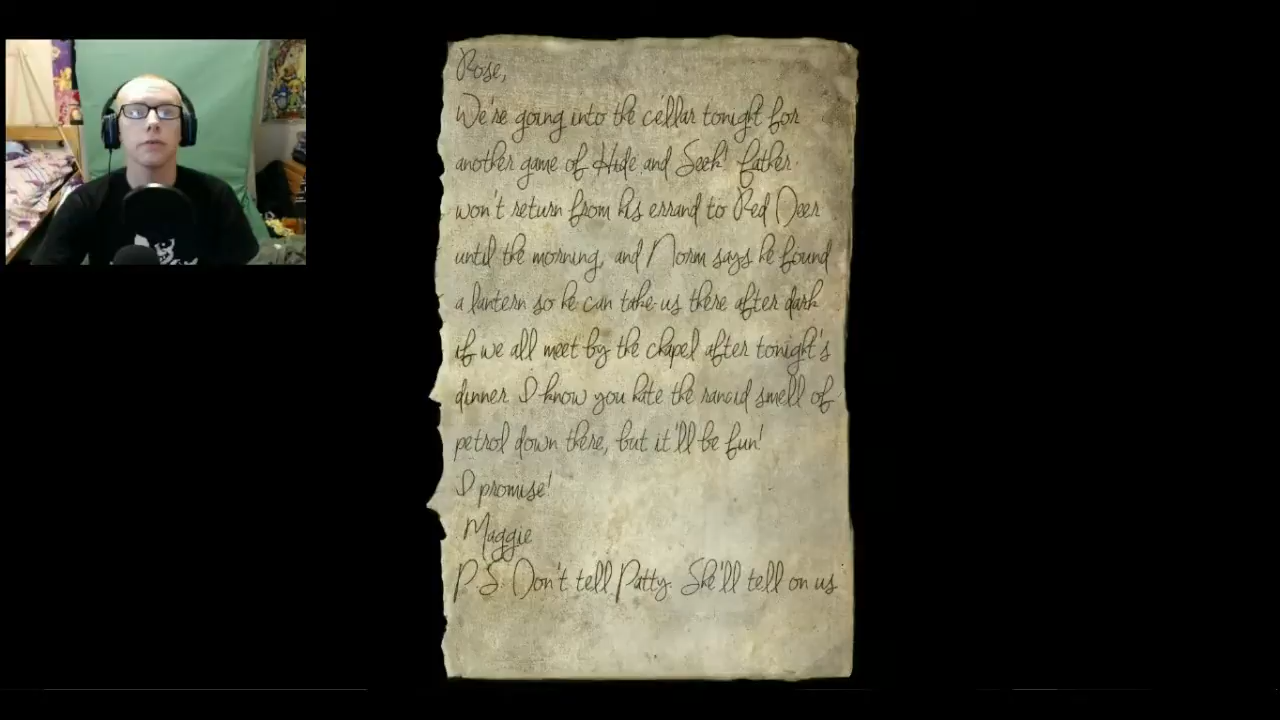 Rose,
We're going into the cellar tonight for
another game of Hide and Seek! Father
won't return from his errand to Red Deer
until the morning, and Norm says he found
a lantern so he can take us there after dark
if we all meet by the chapel after tonight's
dinner. I know you hate the rancid smell of
petrol down there, but it'll be fun!
I promise!
Maggie
P.S. Don't tell Patty. She'll tell on us